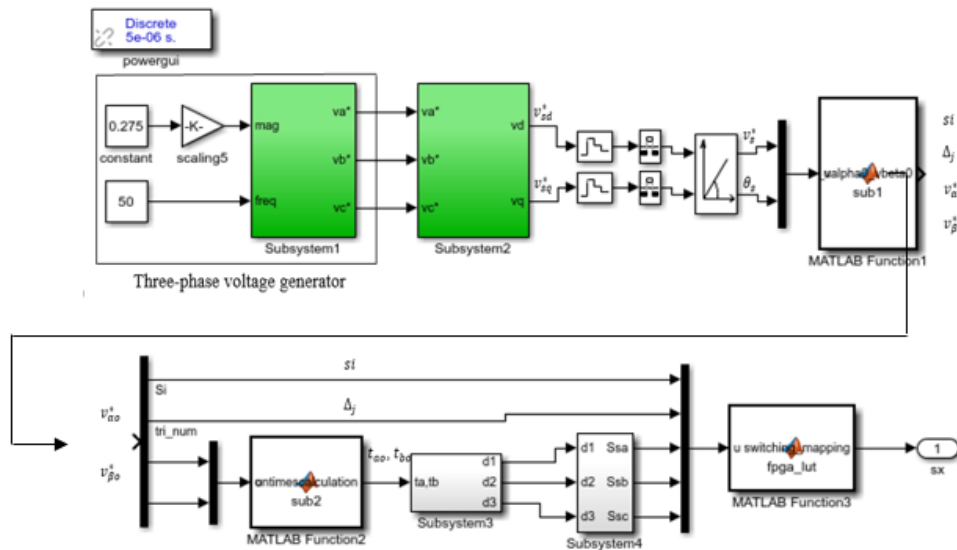 Discrete
5e-06 s.
powergui
0.275
constant
-K-
scaling5
50
mag
freq
va*
vb*
vc*
Subsystem1
Three-phase voltage generator
va*
vb*
vc*
vd
vq
Subsystem2
v*sd
v*sq
v*s
θs
sub1
MATLAB Function1
si
Δj
v*α
v*β
si
Si
Δj
tri_num
v*αo
v*βo
sub2
MATLAB Function2
tao, tbo
ta,tb
d1
d2
d3
Subsystem3
d1
d2
d3
Ssa
Ssb
Ssc
Subsystem4
u switching_mapping
fpga_lut
MATLAB Function3
1
sx